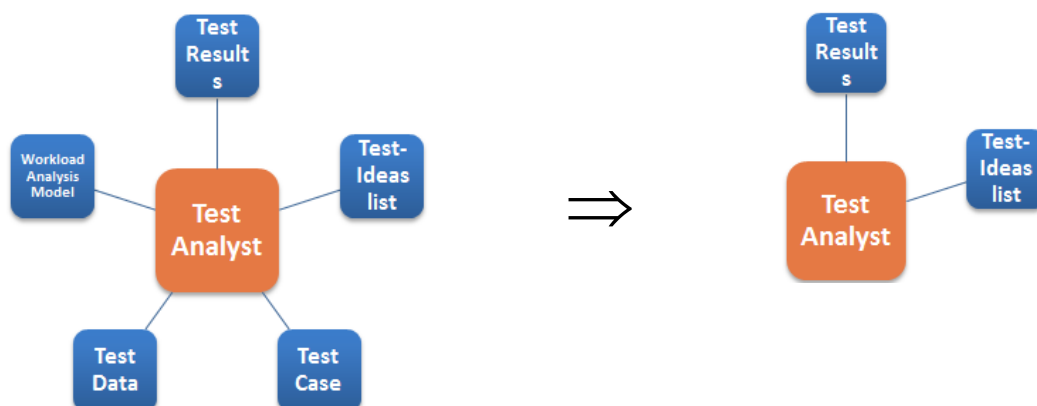 Test
Result
s
Workload
Analysis
Model
Test-
Ideas
list
Test
Analyst
Test
Data
Test
Case
⇒
Test
Result
s
Test-
Ideas
list
Test
Analyst